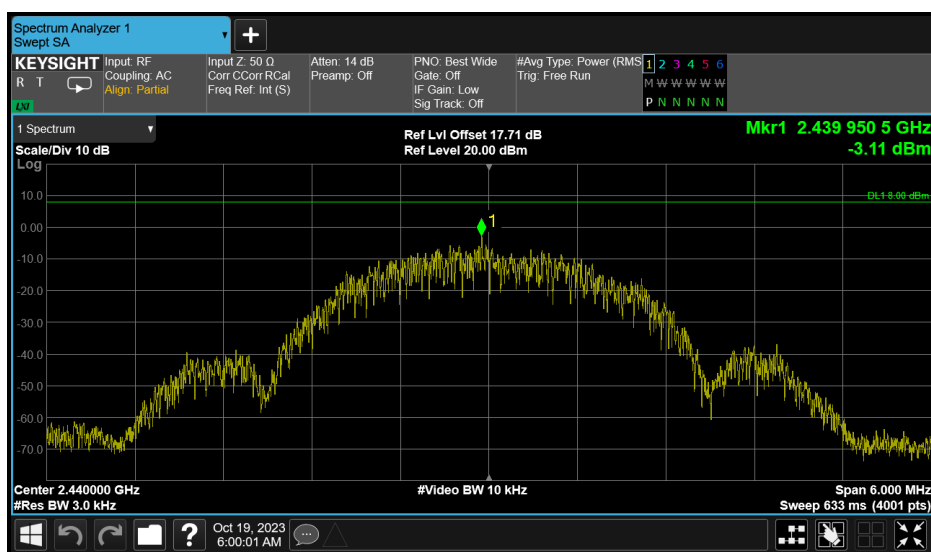 Spectrum Analyzer 1
Swept SA
+
KEYSIGHT
R T
LXI
Input: RF
Coupling: AC
Align: Partial
Input Z: 50 Ω
Corr CCorr RCal
Freq Ref: Int (S)
Atten: 14 dB
Preamp: Off
PNO: Best Wide
Gate: Off
IF Gain: Low
Sig Track: Off
#Avg Type: Power (RMS
Trig: Free Run
1 2 3 4 5 6
M W W W W W
P N N N N N
1 Spectrum
Scale/Div 10 dB
Ref Lvl Offset 17.71 dB
Ref Level 20.00 dBm
Mkr1 2.439 950 5 GHz
-3.11 dBm
Log
10.0
DL1 8.00 dBm
1
0.00
-10.0
-20.0
-30.0
-40.0
-50.0
-60.0
-70.0
Center 2.440000 GHz
#Res BW 3.0 kHz
#Video BW 10 kHz
Span 6.000 MHz
Sweep 633 ms (4001 pts)
?
Oct 19, 2023
6:00:01 AM